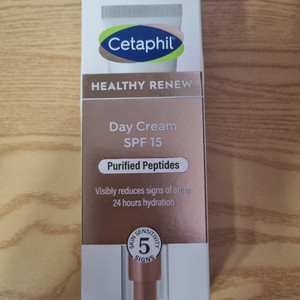 Cetaphil®
HEALTHY RENEW
Day Cream
SPF 15
Purified Peptides
Visibly reduces signs of aging
24 hours hydration
SKIN SENSITIVITY
5
SIGNS